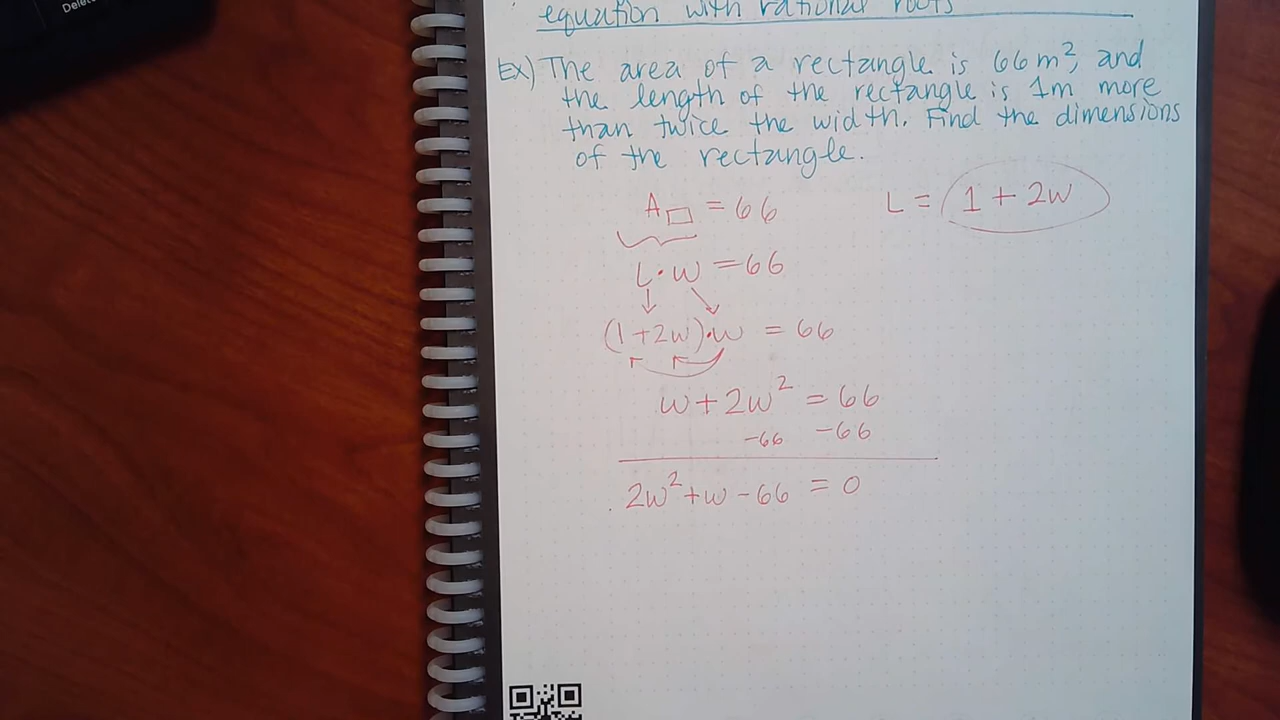 Delete
equation with rational roots
Ex) The area of a rectangle is 66m², and
the length of the rectangle is 1m more
than twice the width. Find the dimensions
of the rectangle.
A▭ = 66
L = 1 + 2w
L·w = 66
(1+2w)·w = 66
w + 2w² = 66
-66 -66
2w² + w - 66 = 0